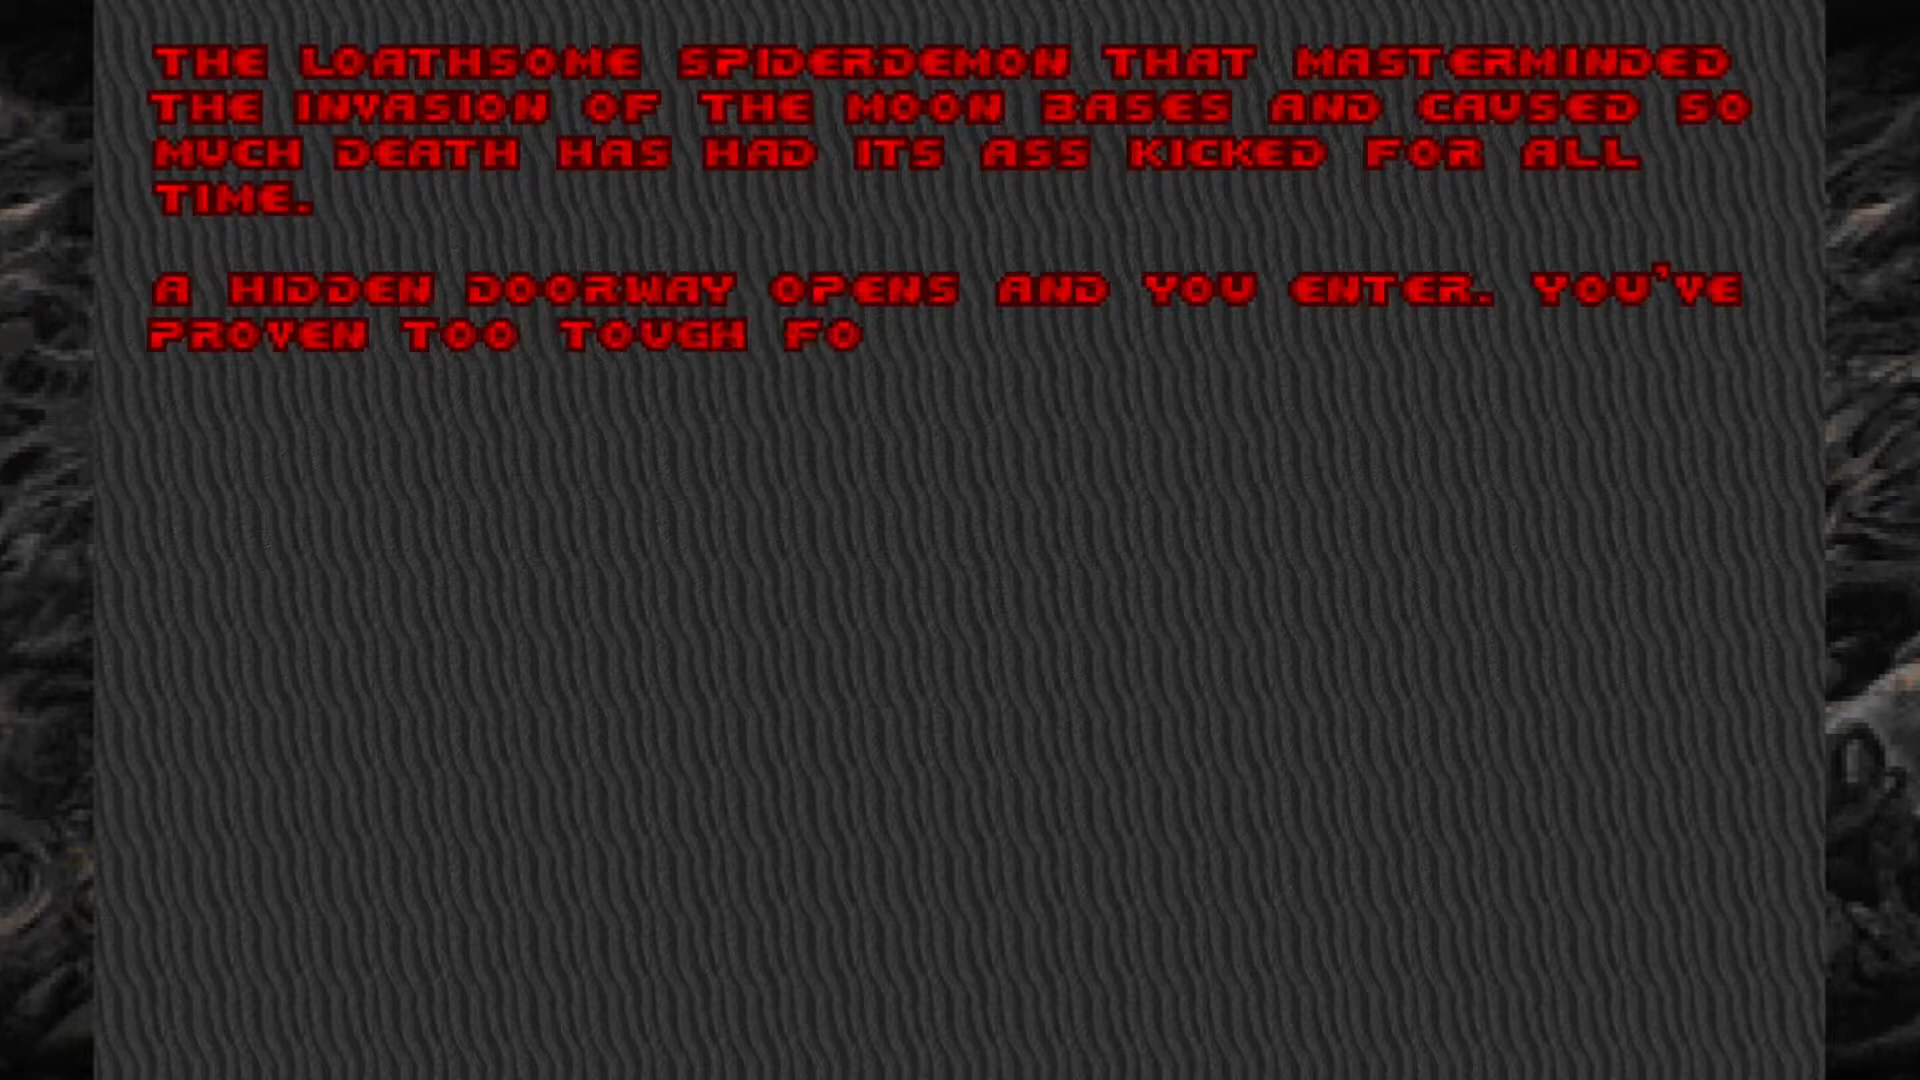 THE LOATHSOME SPIDERDEMON THAT MASTERMINDED
THE INVASION OF THE MOON BASES AND CAUSED SO
MUCH DEATH HAS HAD ITS ASS KICKED FOR ALL
TIME.
A HIDDEN DOORWAY OPENS AND YOU ENTER. YOU'VE
PROVEN TOO TOUGH FO